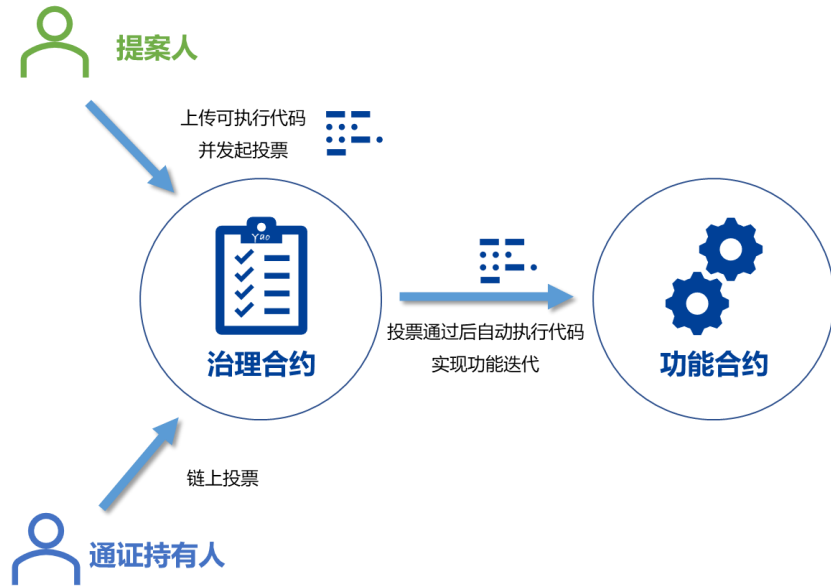 提案人
上传可执行代码
并发起投票
Yao
治理合约
投票通过后自动执行代码
实现功能迭代
功能合约
链上投票
通证持有人